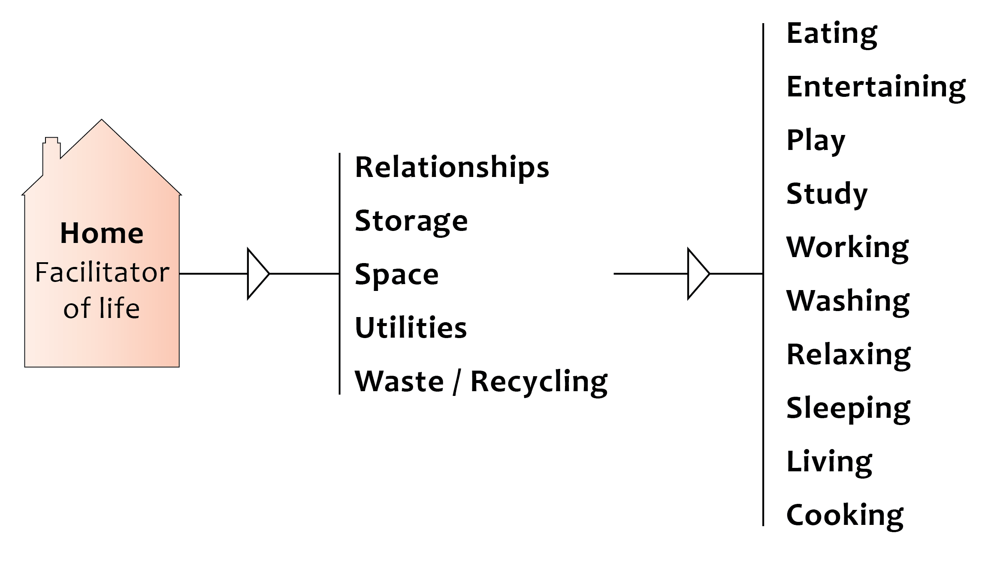 Home
Facilitator
of life
Relationships
Storage
Space
Utilities
Waste / Recycling
Eating
Entertaining
Play
Study
Working
Washing
Relaxing
Sleeping
Living
Cooking